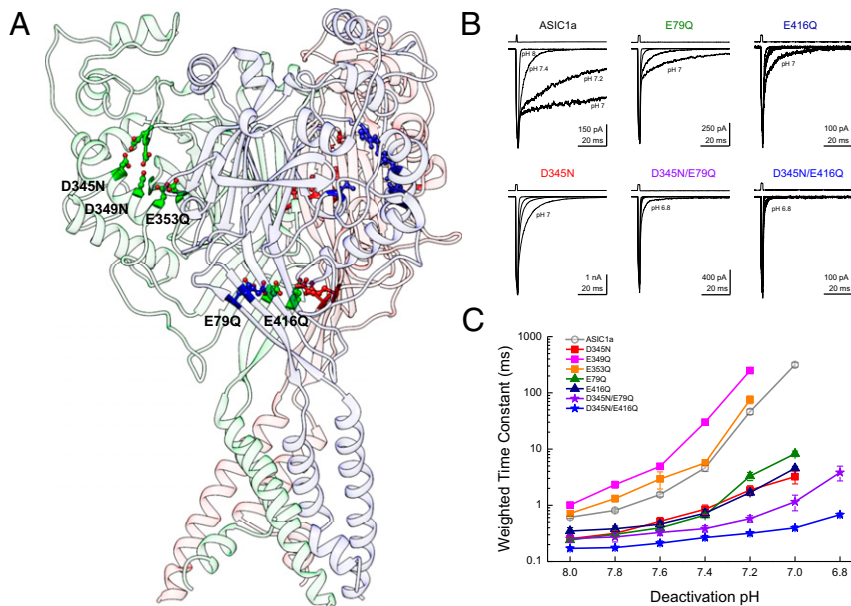 A
D345N
D349N
E353Q
E79Q E416Q
B
ASIC1a E79Q E416Q
pH 8
pH 7.4
pH 7.2
pH 7
pH 7
pH 7
150 pA
20 ms
250 pA
20 ms
100 pA
20 ms
D345N D345N/E79Q D345N/E416Q
pH 7
pH 6.8
pH 6.8
1 nA
20 ms
400 pA
20 ms
100 pA
20 ms
C
Weighted Time Constant (ms)
1000
100
10
1
0.1
ASIC1a
D345N
E349Q
E353Q
E79Q
E416Q
D345N/E79Q
D345N/E416Q
8.0 7.8 7.6 7.4 7.2 7.0 6.8
Deactivation pH